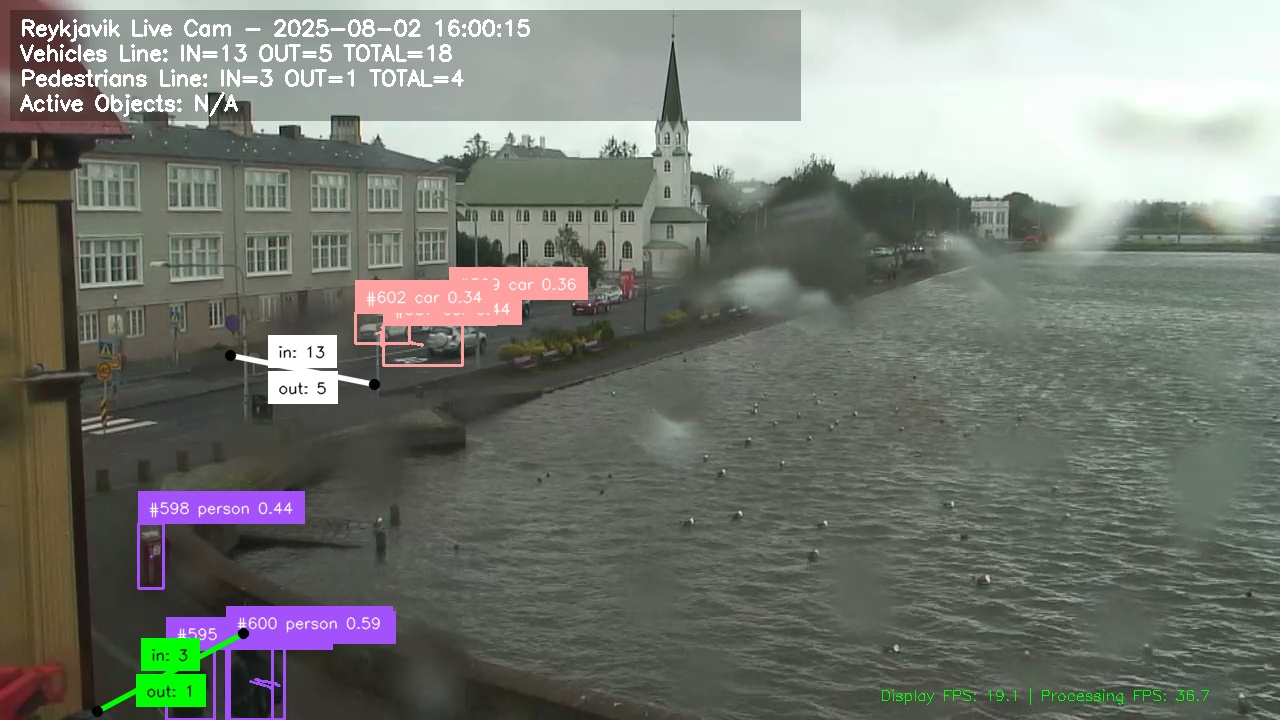 Reykjavik Live Cam - 2025-08-02 16:00:15
Vehicles Line: IN=13 OUT=5 TOTAL=18
Pedestrians Line: IN=3 OUT=1 TOTAL=4
Active Objects: N/A
9 car 0.36
#602 car 0.34
in: 13
out: 5
#598 person 0.44
#595
#600 person 0.59
in: 3
out: 1
Display FPS: 19.1 | Processing FPS: 36.7